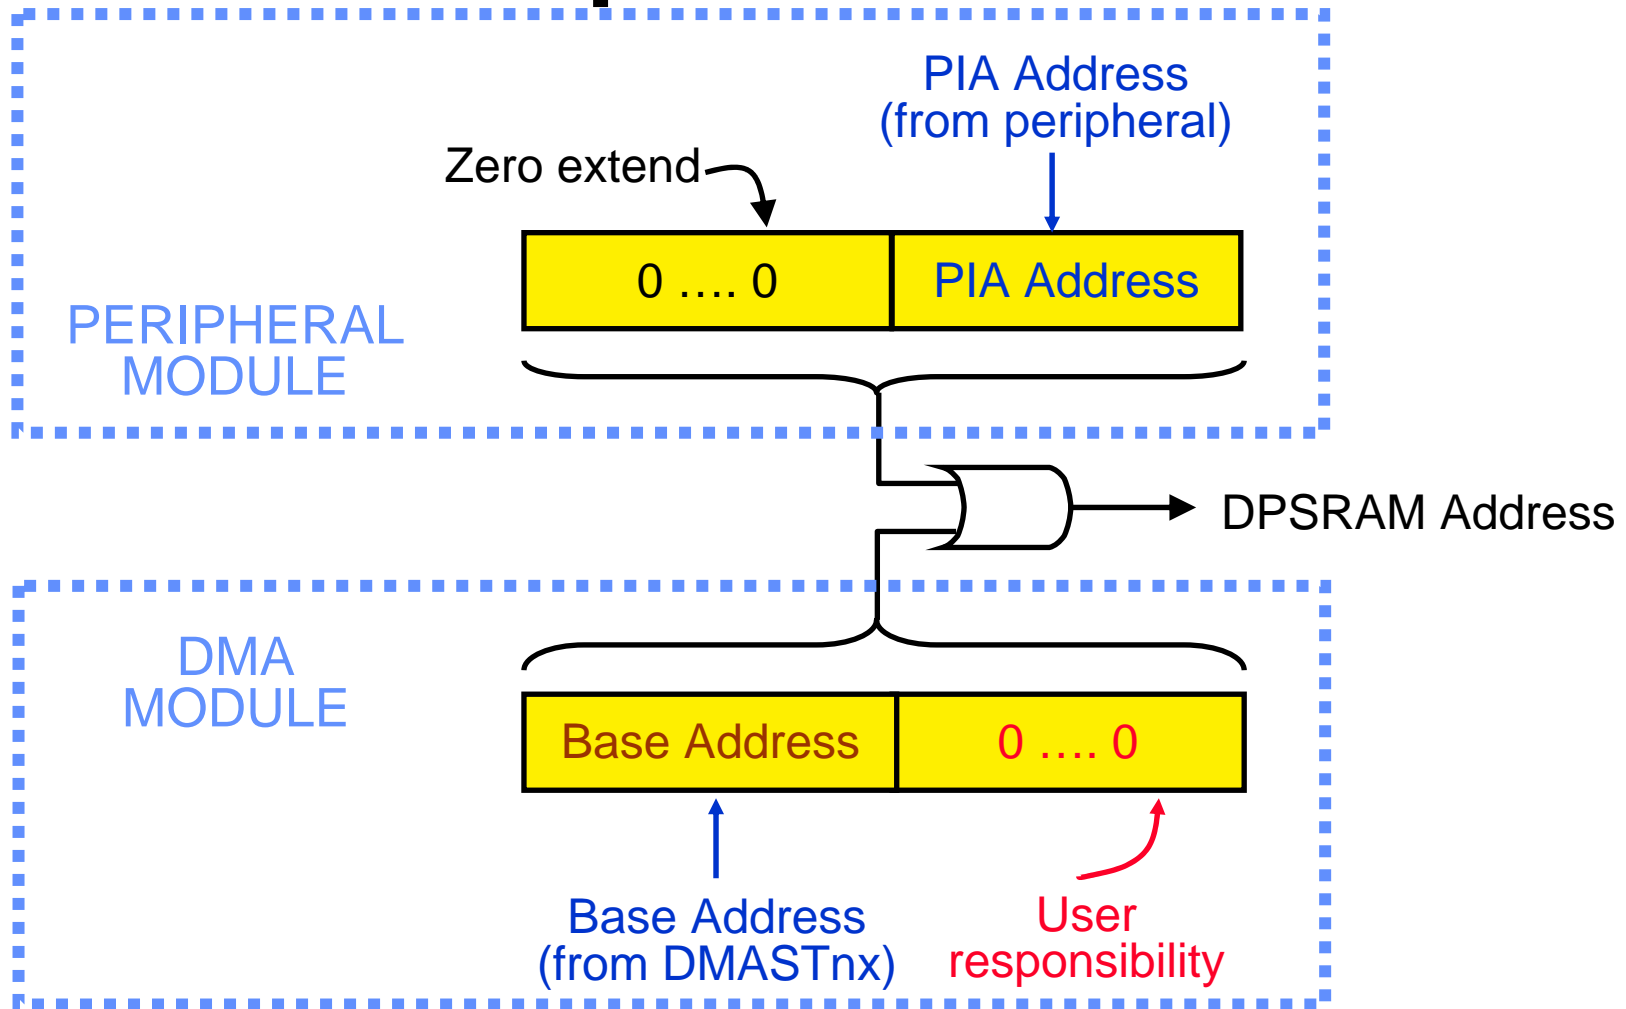 PIA Address
(from peripheral)
Zero extend
0 .... 0
PIA Address
PERIPHERAL
MODULE
DPSRAM Address
DMA
MODULE
Base Address
0 .... 0
Base Address
(from DMASTnx)
User
responsibility